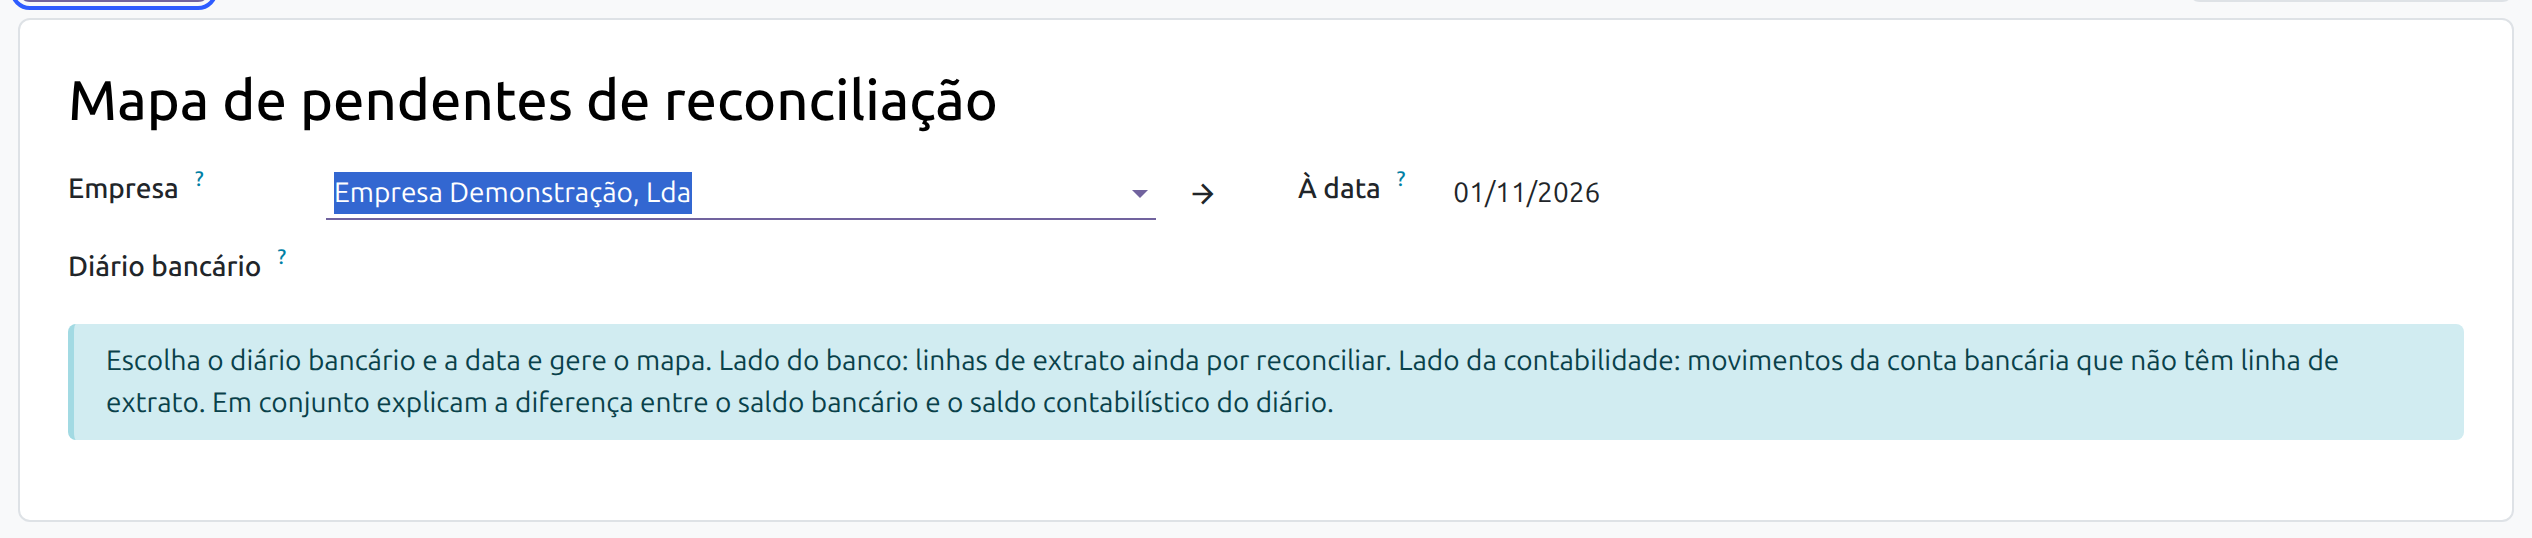 Mapa de pendentes de reconciliação
Empresa ? Empresa Demonstração, Lda → À data ? 01/11/2026
Diário bancário ?
Escolha o diário bancário e a data e gere o mapa. Lado do banco: linhas de extrato ainda por reconciliar. Lado da contabilidade: movimentos da conta bancária que não têm linha de
extrato. Em conjunto explicam a diferença entre o saldo bancário e o saldo contabilístico do diário.